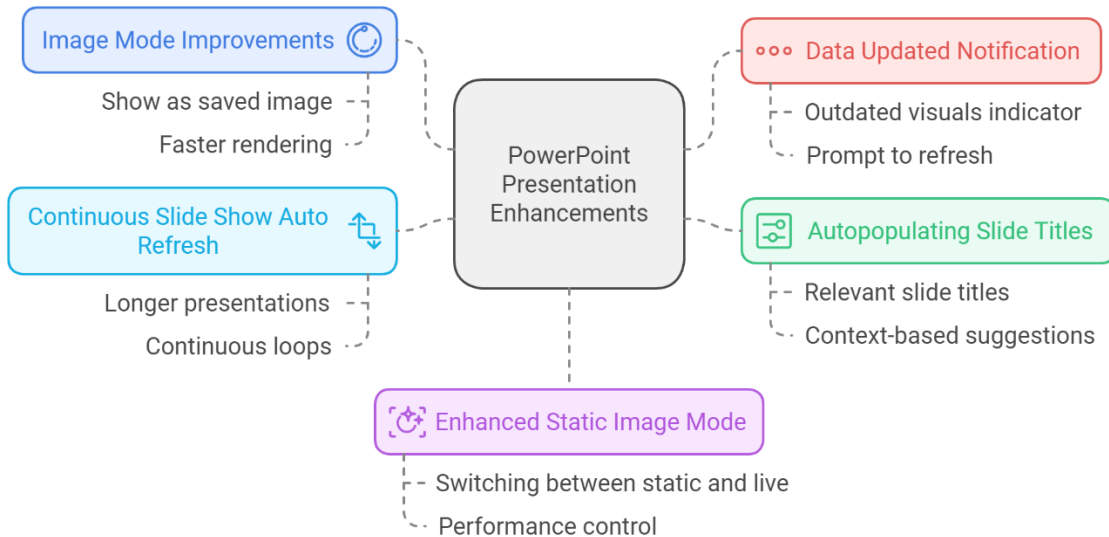 Image Mode Improvements
Show as saved image
Faster rendering
Continuous Slide Show Auto
Refresh
Longer presentations
Continuous loops
PowerPoint
Presentation
Enhancements
Data Updated Notification
Outdated visuals indicator
Prompt to refresh
Autopopulating Slide Titles
Relevant slide titles
Context-based suggestions
Enhanced Static Image Mode
Switching between static and live
Performance control